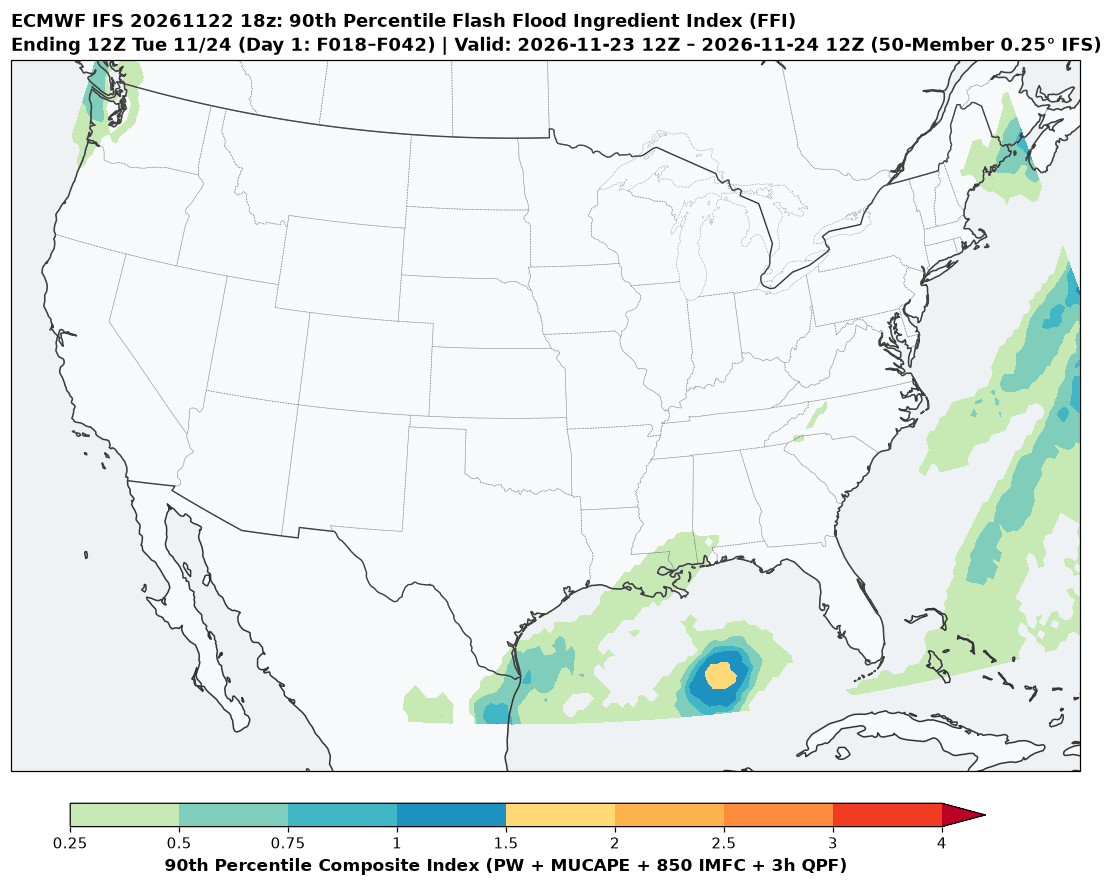 ECMWF IFS 20261122 18z: 90th Percentile Flash Flood Ingredient Index (FFI)
Ending 12Z Tue 11/24 (Day 1: F018–F042) | Valid: 2026-11-23 12Z – 2026-11-24 12Z (50-Member 0.25° IFS)
0.25 0.5 0.75 1 1.5 2 2.5 3 4
90th Percentile Composite Index (PW + MUCAPE + 850 IMFC + 3h QPF)